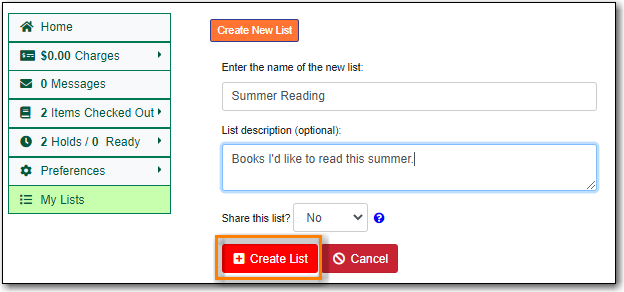 Home
$0.00 Charges
0 Messages
2 Items Checked Out
2 Holds / 0 Ready
Preferences
My Lists
Create New List
Enter the name of the new list:
Summer Reading
List description (optional):
Books I'd like to read this summer.
Share this list? No ?
Create List Cancel